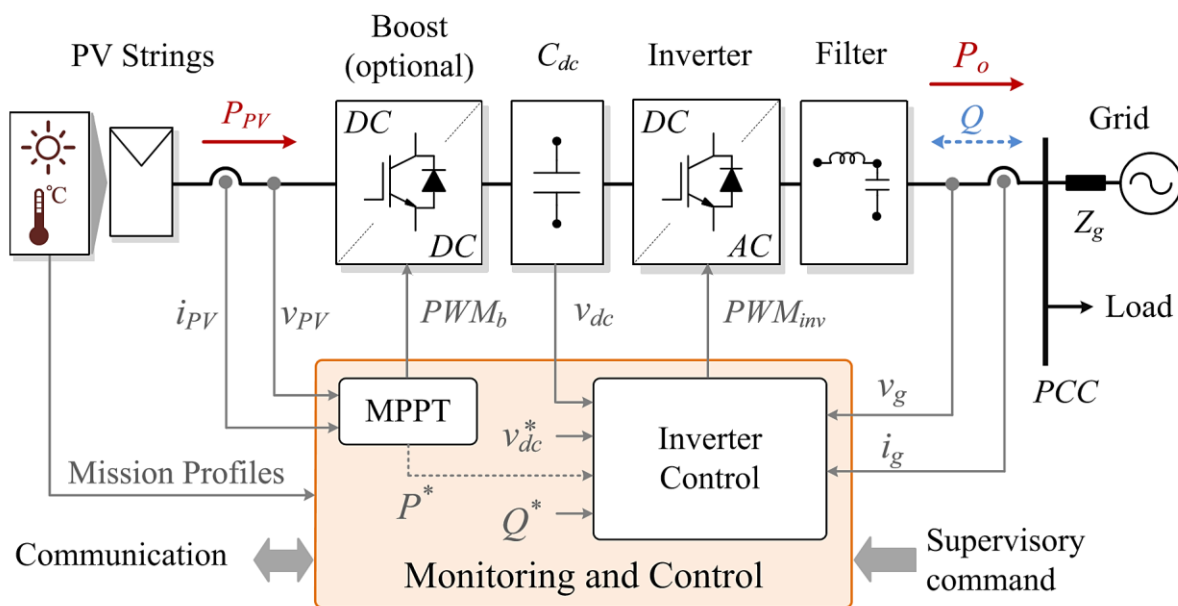 PV Strings
Boost
(optional)
C_dc
Inverter
Filter
P_o
Q
Grid
P_PV
°C
DC
DC
DC
AC
Z_g
Load
PCC
i_PV
v_PV
PWM_b
v_dc
PWM_inv
v_g
i_g
MPPT
v_dc^*
Inverter
Control
P^*
Q^*
Mission Profiles
Communication
Monitoring and Control
Supervisory
command